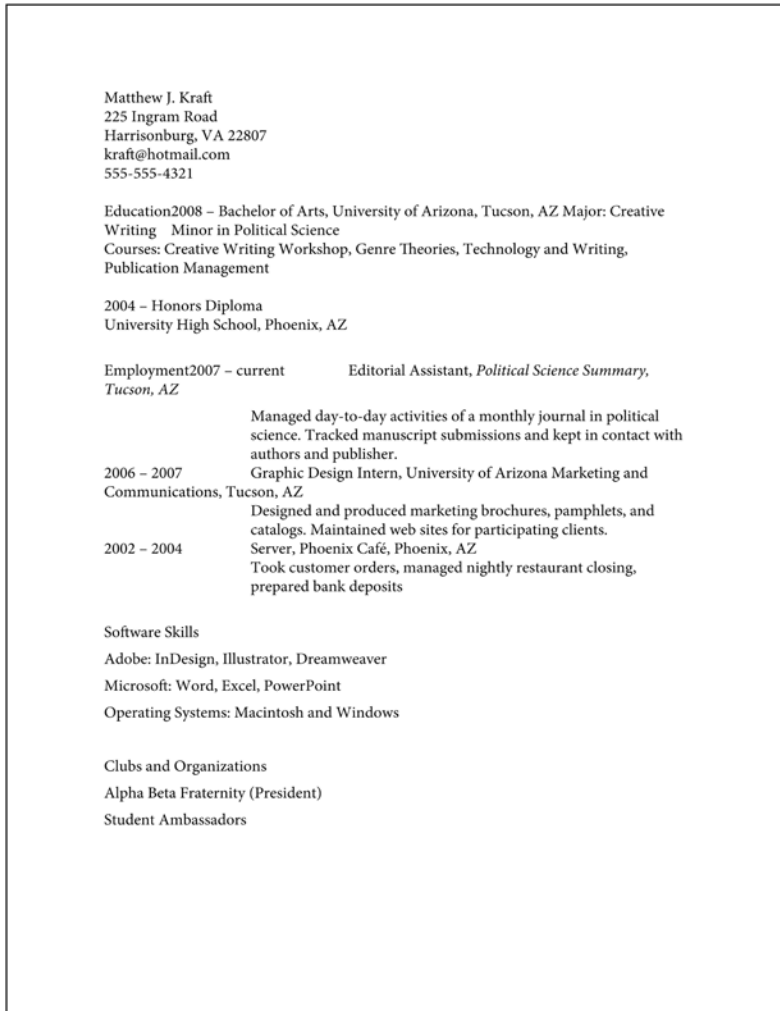 Matthew J. Kraft
225 Ingram Road
Harrisonburg, VA 22807
kraft@hotmail.com
555-555-4321
Education2008 – Bachelor of Arts, University of Arizona, Tucson, AZ Major: Creative
Writing Minor in Political Science
Courses: Creative Writing Workshop, Genre Theories, Technology and Writing,
Publication Management
2004 – Honors Diploma
University High School, Phoenix, AZ
Employment2007 – current Editorial Assistant, Political Science Summary,
Tucson, AZ
Managed day-to-day activities of a monthly journal in political
science. Tracked manuscript submissions and kept in contact with
authors and publisher.
2006 – 2007 Graphic Design Intern, University of Arizona Marketing and
Communications, Tucson, AZ
Designed and produced marketing brochures, pamphlets, and
catalogs. Maintained web sites for participating clients.
2002 – 2004 Server, Phoenix Café, Phoenix, AZ
Took customer orders, managed nightly restaurant closing,
prepared bank deposits
Software Skills
Adobe: InDesign, Illustrator, Dreamweaver
Microsoft: Word, Excel, PowerPoint
Operating Systems: Macintosh and Windows
Clubs and Organizations
Alpha Beta Fraternity (President)
Student Ambassadors